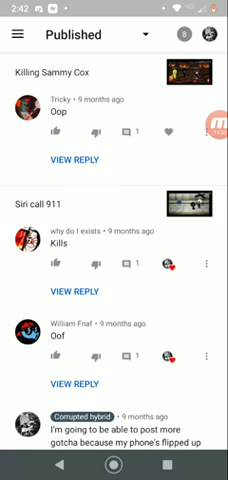 2:42
Published
8
Killing Sammy Cox
Tricky • 9 months ago
Oop
1
VIEW REPLY
Siri call 911
why do I exists • 9 months ago
Kills
1
VIEW REPLY
William Fnaf • 9 months ago
Oof
1
VIEW REPLY
Corrupted hybrid • 9 months ago
I'm going to be able to post more
gotcha because my phone's flipped up